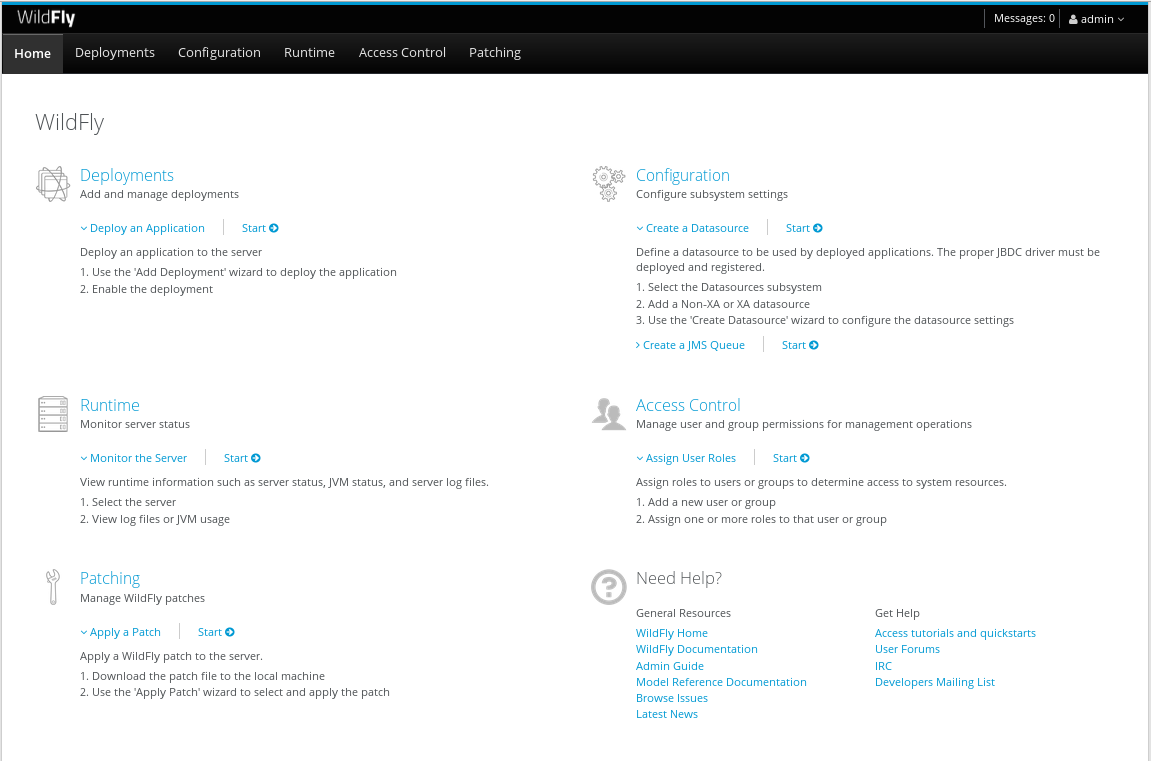 WildFly
Messages: 0
admin
Home Deployments Configuration Runtime Access Control Patching
WildFly
Deployments
Add and manage deployments
Deploy an Application
Start
Deploy an application to the server
1. Use the 'Add Deployment' wizard to deploy the application
2. Enable the deployment
Configuration
Configure subsystem settings
Create a Datasource
Start
Define a datasource to be used by deployed applications. The proper JBDC driver must be
deployed and registered.
1. Select the Datasources subsystem
2. Add a Non-XA or XA datasource
3. Use the 'Create Datasource' wizard to configure the datasource settings
Create a JMS Queue
Start
Runtime
Monitor server status
Monitor the Server
Start
View runtime information such as server status, JVM status, and server log files.
1. Select the server
2. View log files or JVM usage
Access Control
Manage user and group permissions for management operations
Assign User Roles
Start
Assign roles to users or groups to determine access to system resources.
1. Add a new user or group
2. Assign one or more roles to that user or group
Patching
Manage WildFly patches
Apply a Patch
Start
Apply a WildFly patch to the server.
1. Download the patch file to the local machine
2. Use the 'Apply Patch' wizard to select and apply the patch
Need Help?
General Resources
WildFly Home
WildFly Documentation
Admin Guide
Model Reference Documentation
Browse Issues
Latest News
Get Help
Access tutorials and quickstarts
User Forums
IRC
Developers Mailing List